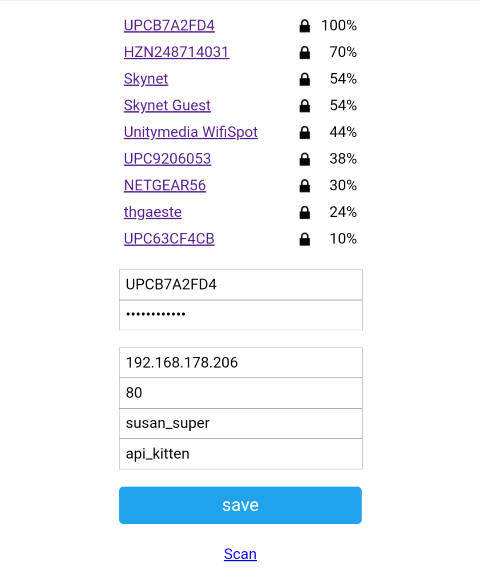 UPCB7A2FD4 100%
HZN248714031 70%
Skynet 54%
Skynet Guest 54%
Unitymedia WifiSpot 44%
UPC9206053 38%
NETGEAR56 30%
thgaeste 24%
UPC63CF4CB 10%
UPCB7A2FD4
••••••••••••
192.168.178.206
80
susan_super
api_kitten
save
Scan